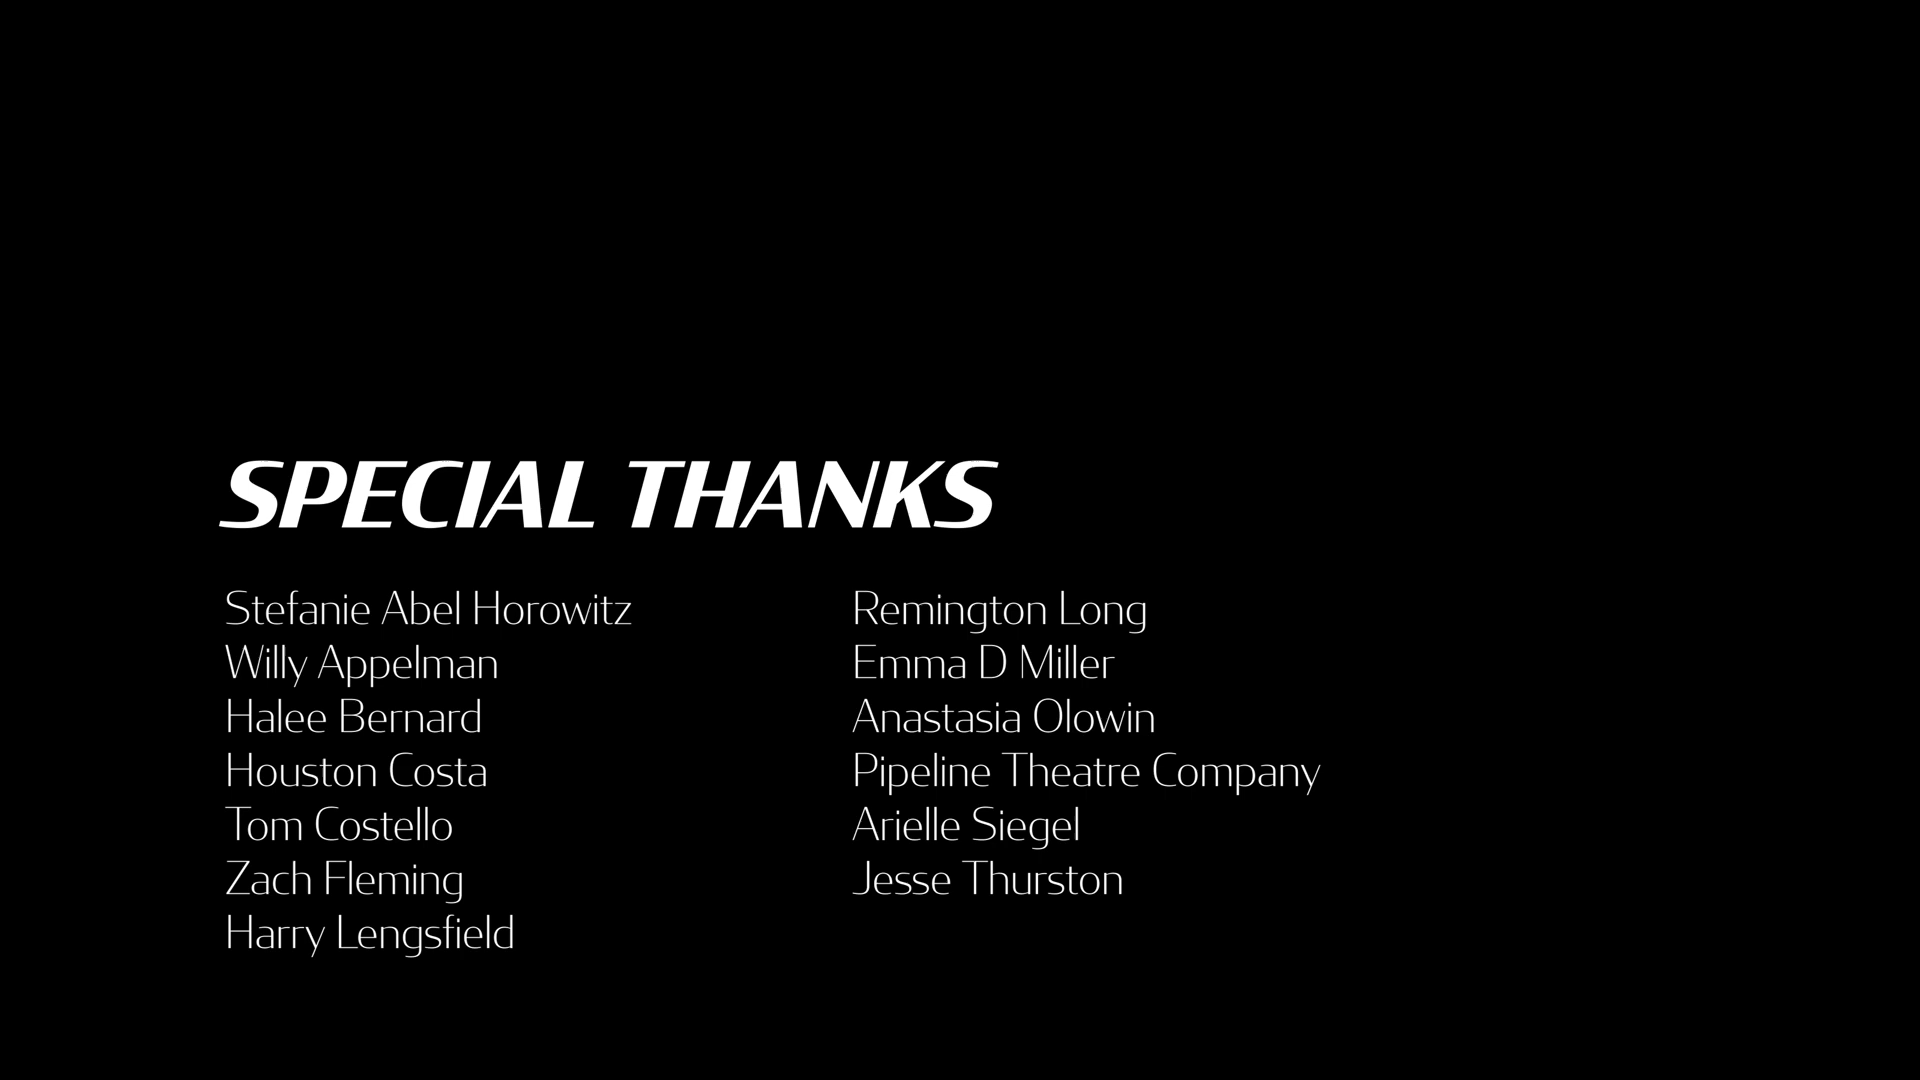 SPECIAL THANKS
Stefanie Abel Horowitz
Willy Appelman
Halee Bernard
Houston Costa
Tom Costello
Zach Fleming
Harry Lengsfield
Remington Long
Emma D Miller
Anastasia Olowin
Pipeline Theatre Company
Arielle Siegel
Jesse Thurston